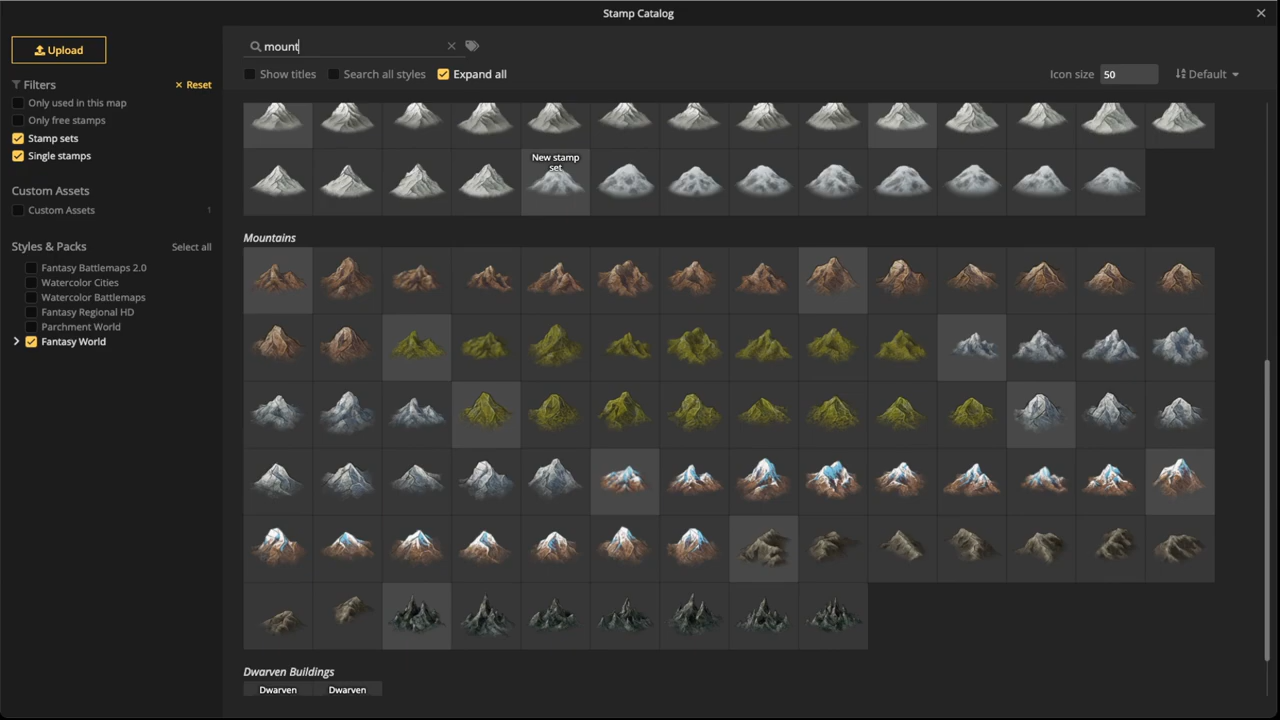 Stamp Catalog
Upload
mount
Filters
Reset
Show titles
Search all styles
Expand all
Icon size
50
Default
Only used in this map
Only free stamps
Stamp sets
Single stamps
Custom Assets
Custom Assets
1
Styles & Packs
Select all
Fantasy Battlemaps 2.0
Watercolor Cities
Watercolor Battlemaps
Fantasy Regional HD
Parchment World
Fantasy World
New stamp
set
Mountains
Dwarven Buildings
Dwarven
Dwarven